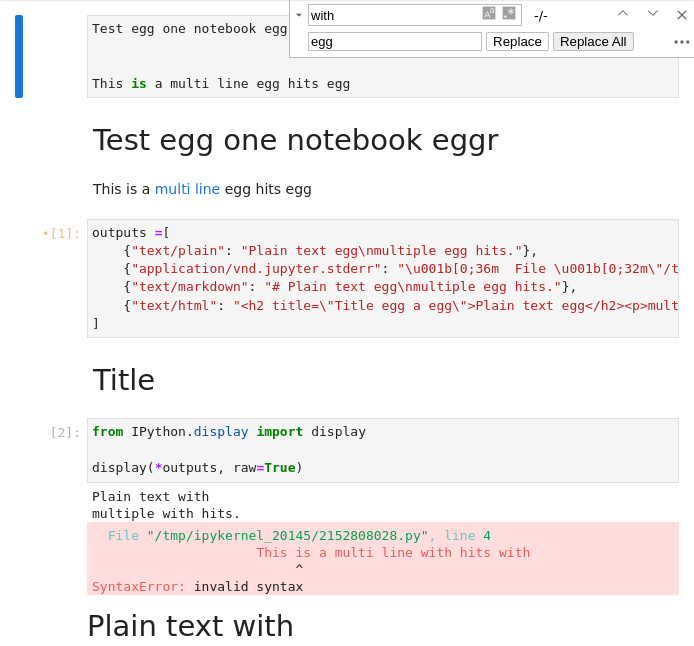 with
-/-
egg
Replace
Replace All
Test egg one notebook egg
This is a multi line egg hits egg
Test egg one notebook eggr
This is a multi line egg hits egg
•[1]:
outputs =[
    {"text/plain": "Plain text egg\nmultiple egg hits."},
    {"application/vnd.jupyter.stderr": "\u001b[0;36m  File \u001b[0;32m\"/t
    {"text/markdown": "# Plain text egg\nmultiple egg hits."},
    {"text/html": "<h2 title=\"Title egg a egg\">Plain text egg</h2><p>mult
]
Title
[2]:
from IPython.display import display
display(*outputs, raw=True)
Plain text with
multiple with hits.
  File "/tmp/ipykernel_20145/2152808028.py", line 4
                     This is a multi line with hits with
                          ^
SyntaxError: invalid syntax
Plain text with